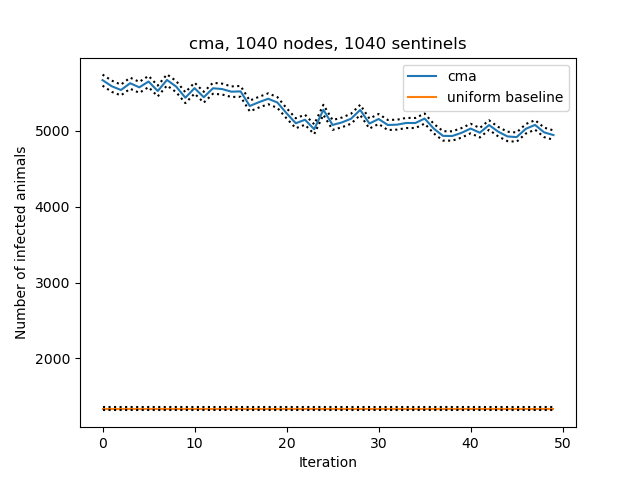 cma, 1040 nodes, 1040 sentinels
cma
uniform baseline
Number of infected animals
5000
4000
3000
2000
0
10
20
30
40
50
Iteration